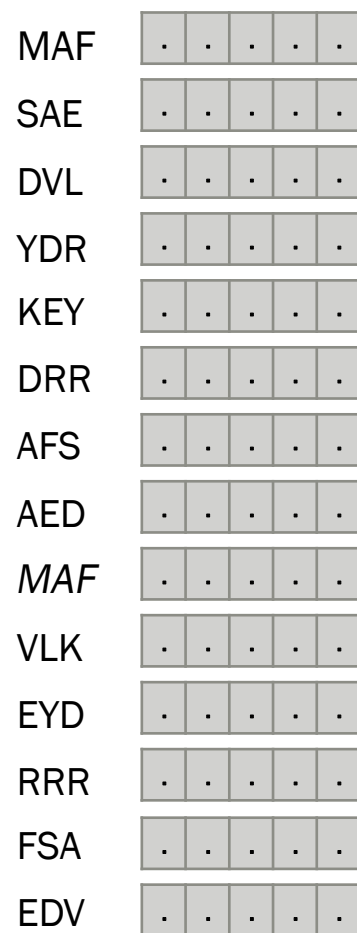 MAF . . . . .
SAE . . . . .
DVL . . . . .
YDR . . . . .
KEY . . . . .
DRR . . . . .
AFS . . . . .
AED . . . . .
MAF . . . . .
VLK . . . . .
EYD . . . . .
RRR . . . . .
FSA . . . . .
EDV . . . . .